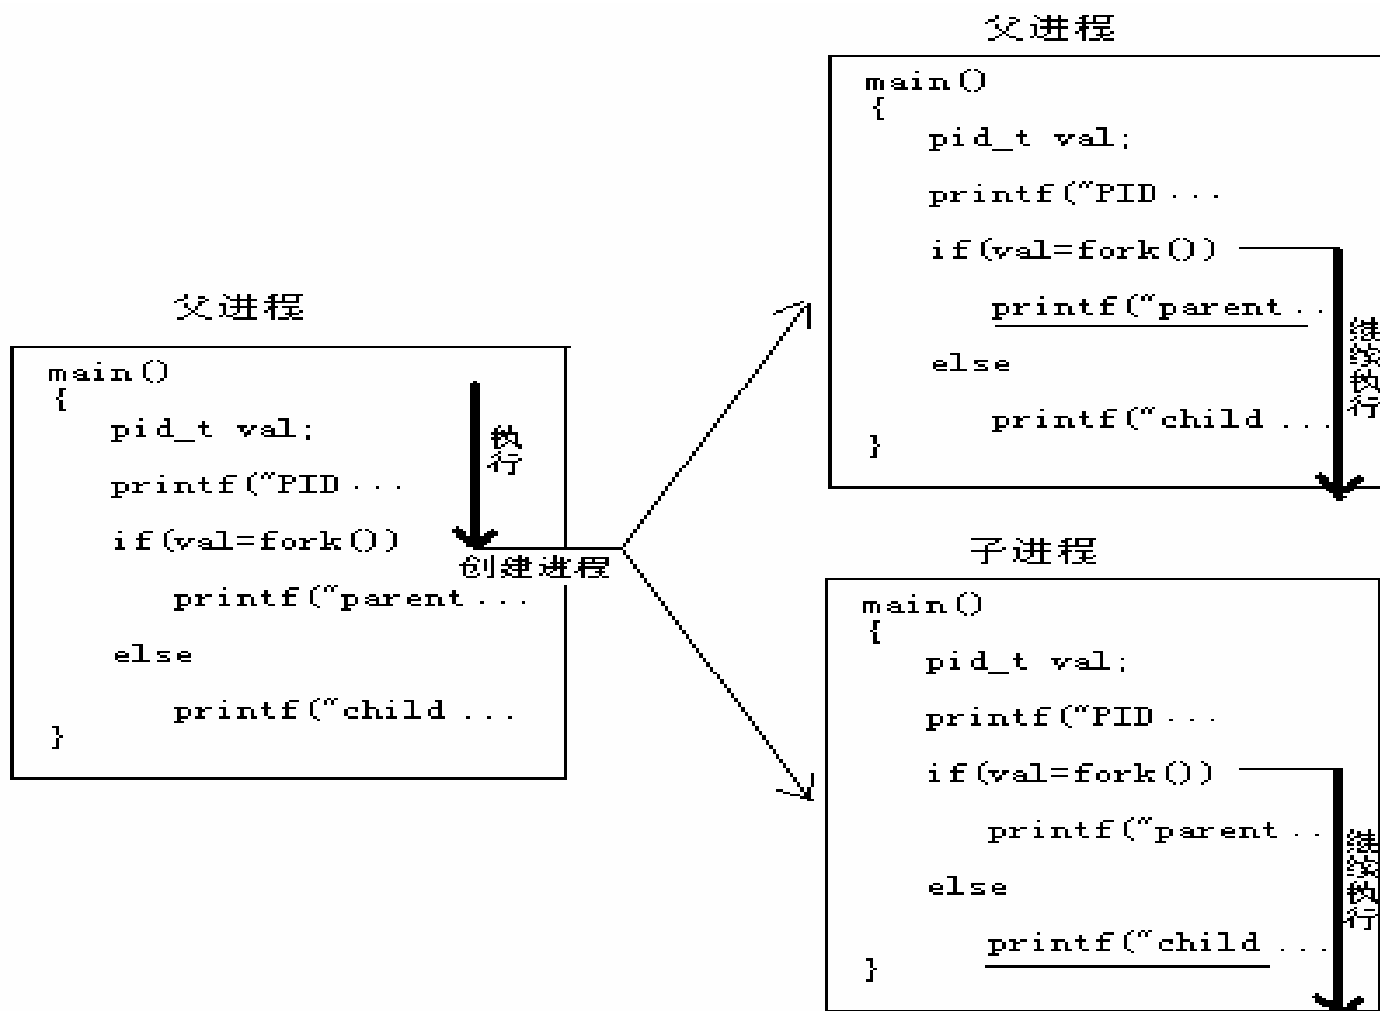 父进程
main()
{
pid_t val;
printf("PID ...
if(val=fork())
printf("parent ...
else
printf("child ...
}
执行
创建进程
父进程
main()
{
pid_t val;
printf("PID ...
if(val=fork())
printf("parent ..
else
printf("child ...
}
继续执行
子进程
main()
{
pid_t val;
printf("PID ...
if(val=fork())
printf("parent ..
else
printf("child ...
}
继续执行